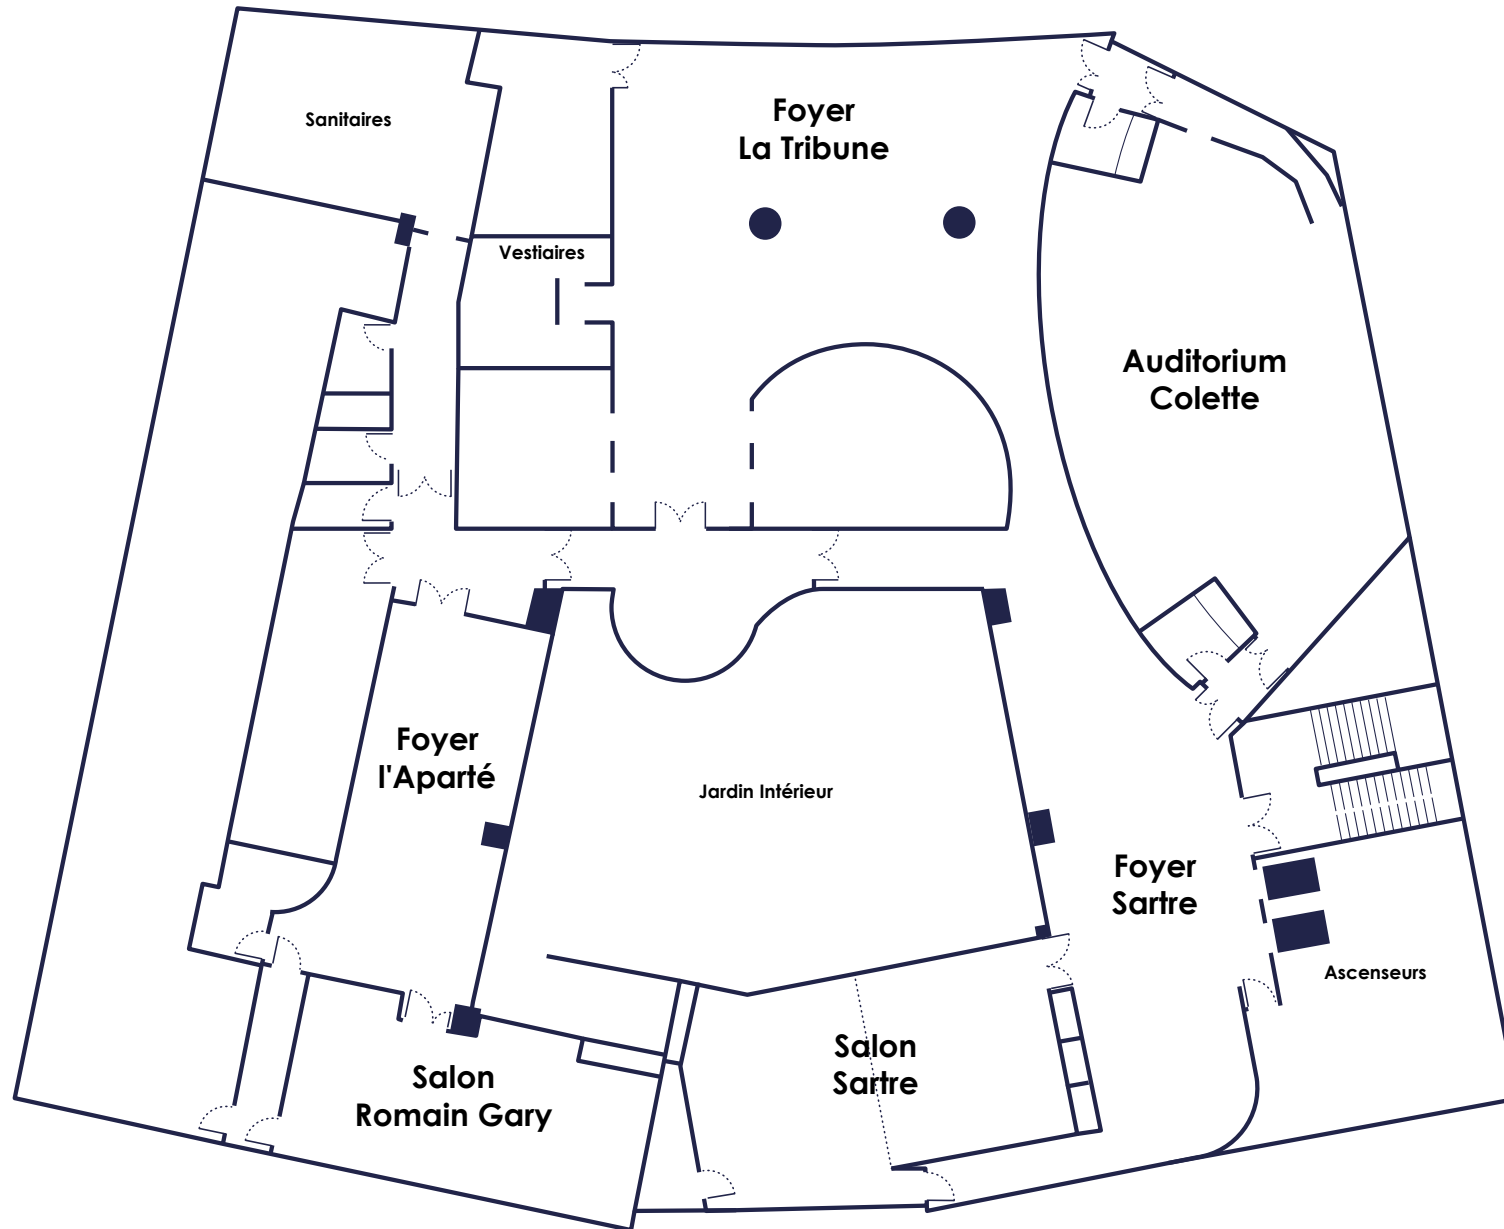 Foyer
La Tribune
Sanitaires
Vestiaires
Auditorium
Colette
Foyer
l'Aparté
Jardin Intérieur
Foyer
Sartre
Ascenseurs
Salon
Sartre
Salon
Romain Gary